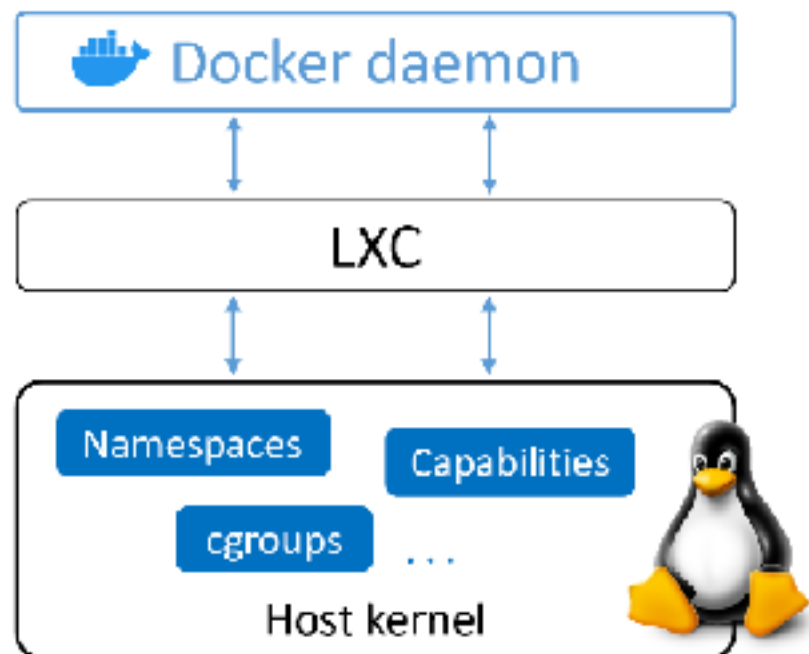 Docker daemon
LXC
Namespaces
Capabilities
cgroups
...
Host kernel